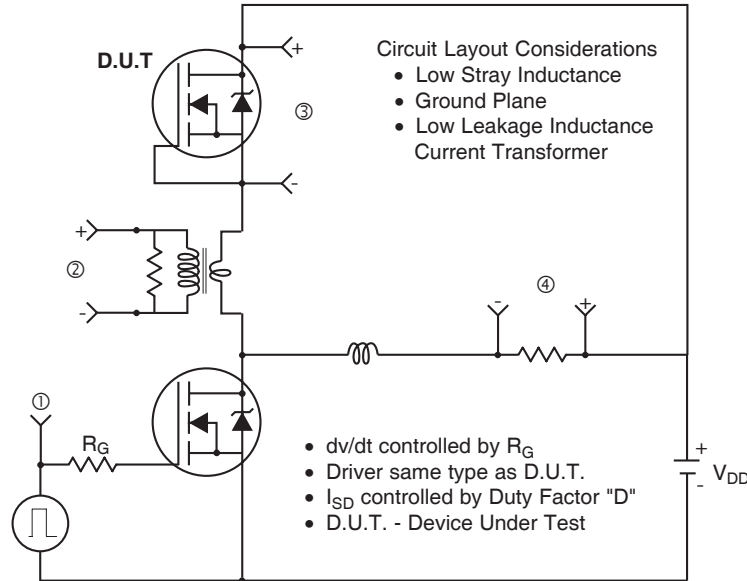 D.U.T
+
③
-
Circuit Layout Considerations
• Low Stray Inductance
• Ground Plane
• Low Leakage Inductance
Current Transformer
+
②
-
④
-
+
①
R_G
• dv/dt controlled by R_G
• Driver same type as D.U.T.
• I_SD controlled by Duty Factor "D"
• D.U.T. - Device Under Test
+
-
V_DD